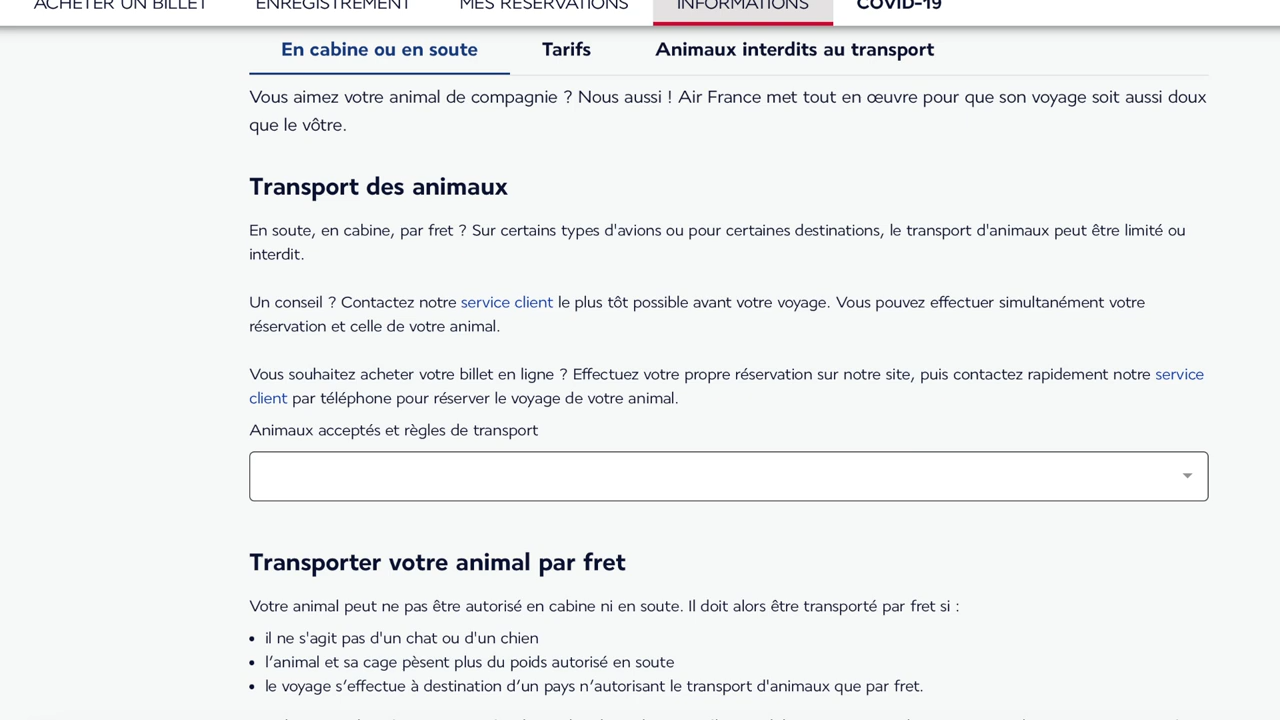 ACHETER UN BILLET ENREGISTREMENT MES RÉSERVATIONS INFORMATIONS COVID-19
En cabine ou en soute Tarifs Animaux interdits au transport
Vous aimez votre animal de compagnie ? Nous aussi ! Air France met tout en œuvre pour que son voyage soit aussi doux
que le vôtre.
Transport des animaux
En soute, en cabine, par fret ? Sur certains types d'avions ou pour certaines destinations, le transport d'animaux peut être limité ou
interdit.
Un conseil ? Contactez notre service client le plus tôt possible avant votre voyage. Vous pouvez effectuer simultanément votre
réservation et celle de votre animal.
Vous souhaitez acheter votre billet en ligne ? Effectuez votre propre réservation sur notre site, puis contactez rapidement notre service
client par téléphone pour réserver le voyage de votre animal.
Animaux acceptés et règles de transport
Transporter votre animal par fret
Votre animal peut ne pas être autorisé en cabine ni en soute. Il doit alors être transporté par fret si :
• il ne s'agit pas d'un chat ou d'un chien
• l’animal et sa cage pèsent plus du poids autorisé en soute
• le voyage s’effectue à destination d’un pays n’autorisant le transport d'animaux que par fret.